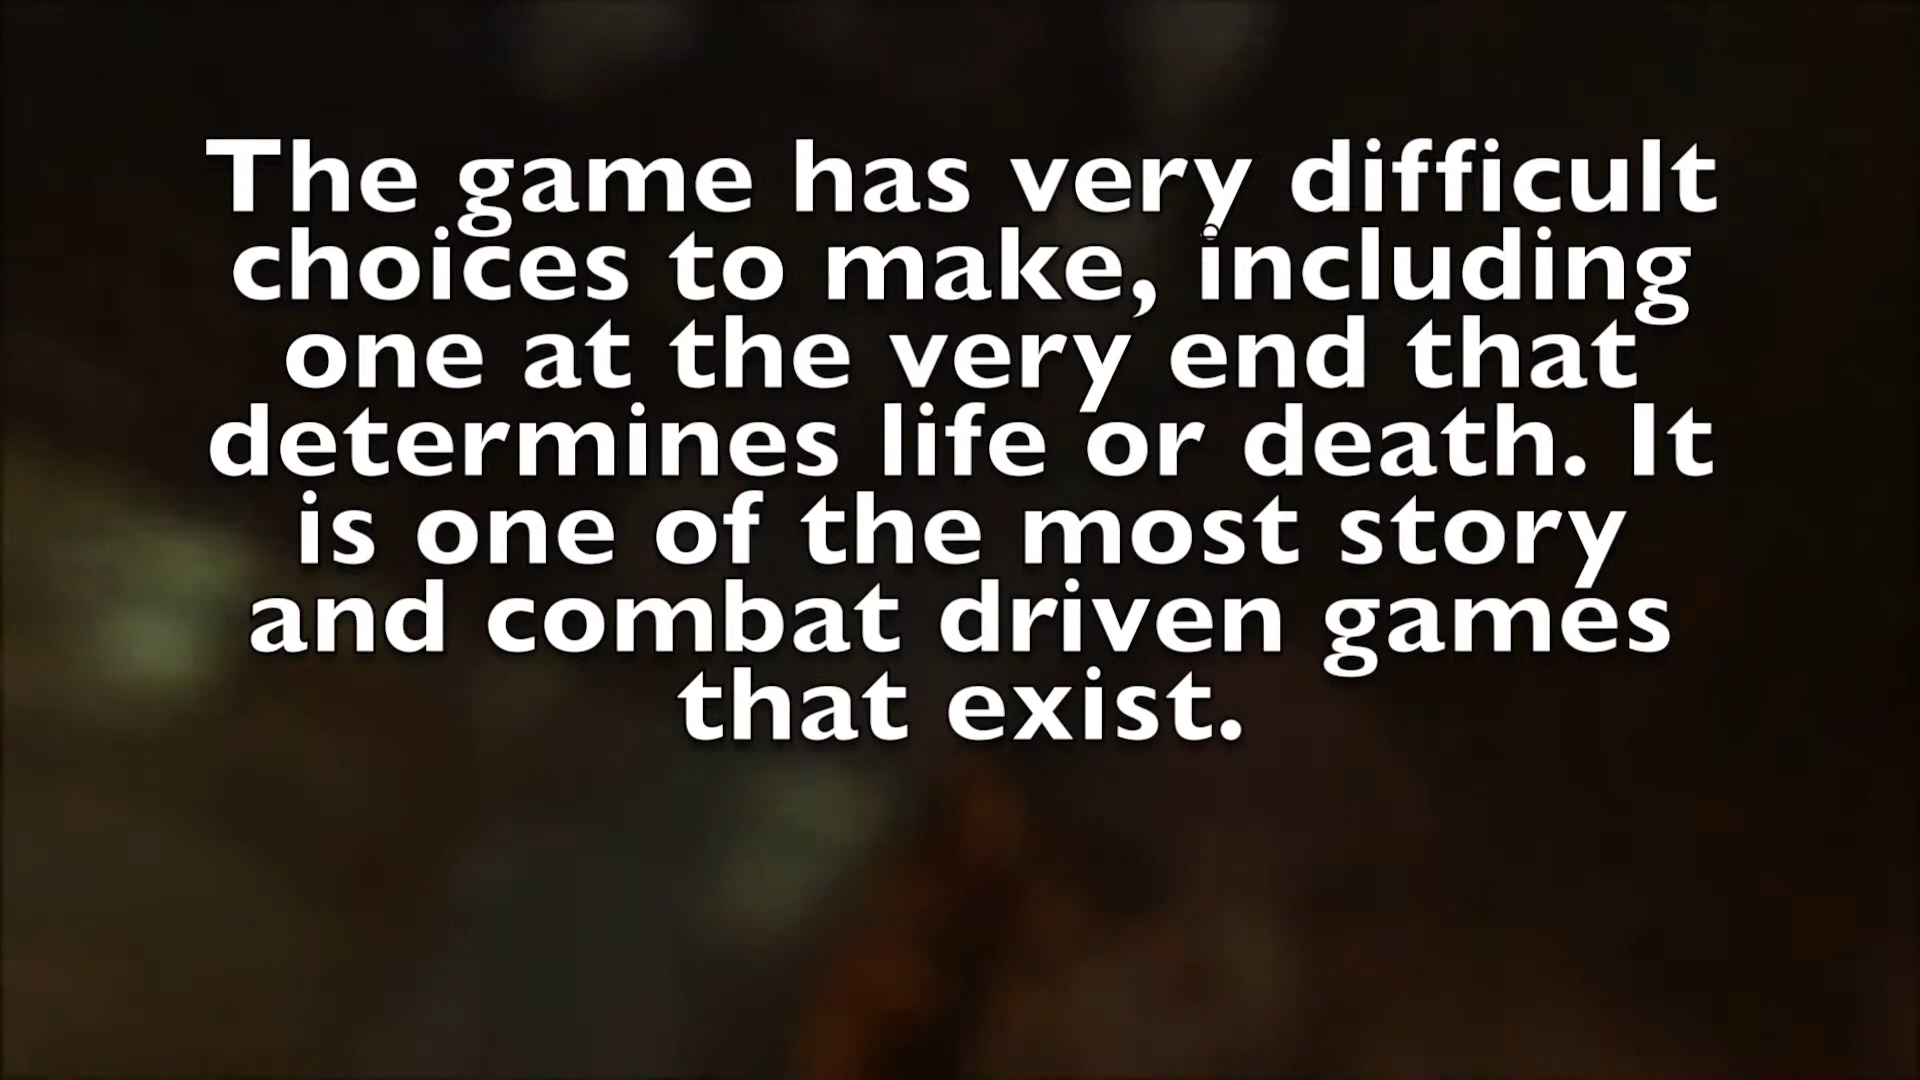 The game has very difficult
choices to make, including
one at the very end that
determines life or death. It
is one of the most story
and combat driven games
that exist.